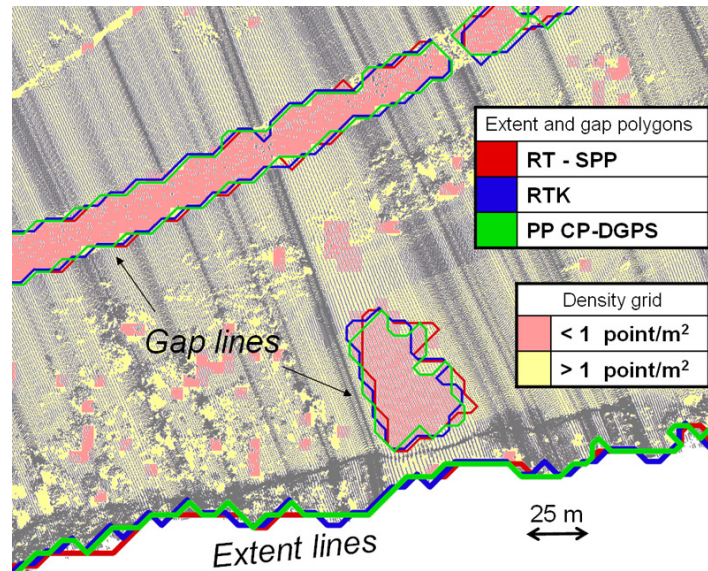 Extent and gap polygons
RT - SPP
RTK
PP CP-DGPS
Density grid
< 1 point/m²
> 1 point/m²
Gap lines
Extent lines
25 m